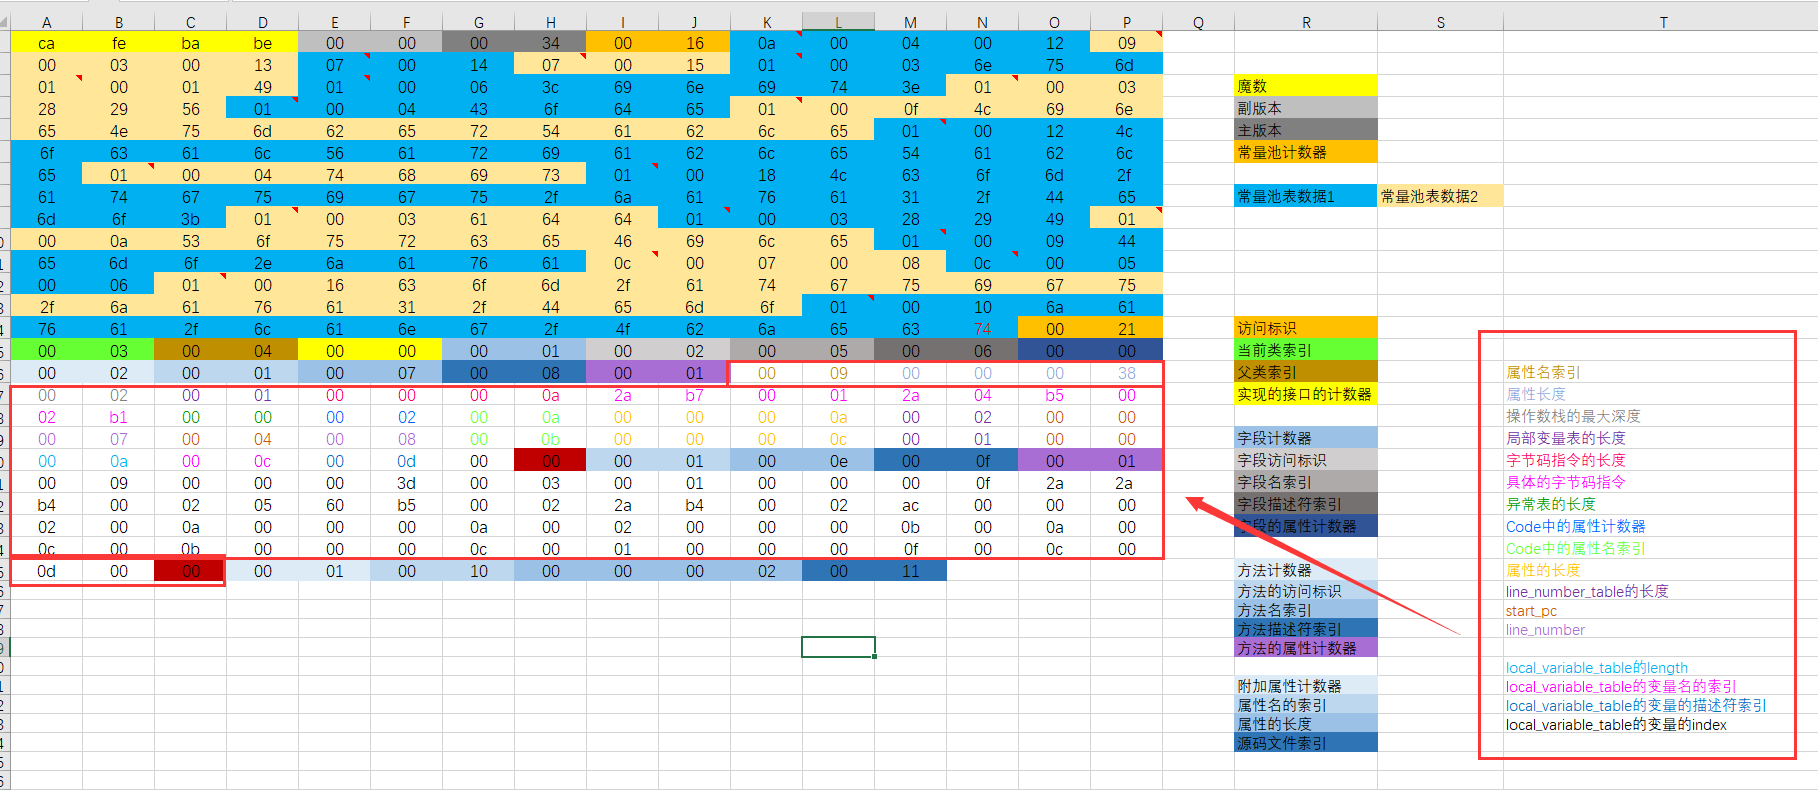 A B C D E F G H I J K L M N O P Q R S T
ca fe ba be 00 00 00 34 00 16 0a 00 04 00 12 09
00 03 00 13 07 00 14 07 00 15 01 00 03 6e 75 6d
01 00 01 49 01 00 06 3c 69 6e 69 74 3e 01 00 03 魔数
28 29 56 01 00 04 43 6f 64 65 01 00 0f 4c 69 6e 副版本
65 4e 75 6d 62 65 72 54 61 62 6c 65 01 00 12 4c 主版本
6f 63 61 6c 56 61 72 69 61 62 6c 65 54 61 62 6c 常量池计数器
65 01 00 04 74 68 69 73 01 00 18 4c 63 6f 6d 2f
61 74 67 75 69 67 75 2f 6a 61 76 61 31 2f 44 65 常量池表数据1 常量池表数据2
6d 6f 3b 01 00 03 61 64 64 01 00 03 28 29 49 01
00 0a 53 6f 75 72 63 65 46 69 6c 65 01 00 09 44
65 6d 6f 2e 6a 61 76 61 0c 00 07 00 08 0c 00 05
00 06 01 00 16 63 6f 6d 2f 61 74 67 75 69 67 75
2f 6a 61 76 61 31 2f 44 65 6d 6f 01 00 10 6a 61
76 61 2f 6c 61 6e 67 2f 4f 62 6a 65 63 74 00 21 访问标识
00 03 00 04 00 00 00 01 00 02 00 05 00 06 00 00 当前类索引
00 02 00 01 00 07 00 08 00 01 00 09 00 00 00 38 父类索引 属性名索引
00 02 00 01 00 00 00 0a 2a b7 00 01 2a 04 b5 00 实现的接口的计数器 属性长度
02 b1 00 00 00 02 00 0a 00 00 00 0a 00 02 00 00 操作数栈的最大深度
00 07 00 04 00 08 00 0b 00 00 00 0c 00 01 00 00 字段计数器 局部变量表的长度
00 0a 00 0c 00 0d 00 00 00 01 00 0e 00 0f 00 01 字段访问标识 字节码指令的长度
00 09 00 00 00 3d 00 03 00 01 00 00 00 0f 2a 2a 字段名索引 具体的字节码指令
b4 00 02 05 60 b5 00 02 2a b4 00 02 ac 00 00 00 字段描述符索引 异常表的长度
02 00 0a 00 00 00 0a 00 02 00 00 00 0b 00 0a 00 字段的属性计数器 Code中的属性计数器
0c 00 0b 00 00 00 0c 00 01 00 00 00 0f 00 0c 00 Code中的属性名索引
0d 00 00 00 01 00 10 00 00 00 02 00 11 方法计数器 属性的长度
方法的访问标识 line_number_table的长度
方法名索引 start_pc
方法描述符索引 line_number
方法的属性计数器
local_variable_table的length
附加属性计数器 local_variable_table的变量名的索引
属性名的索引 local_variable_table的变量的描述符索引
属性的长度 local_variable_table的变量的index
源码文件索引